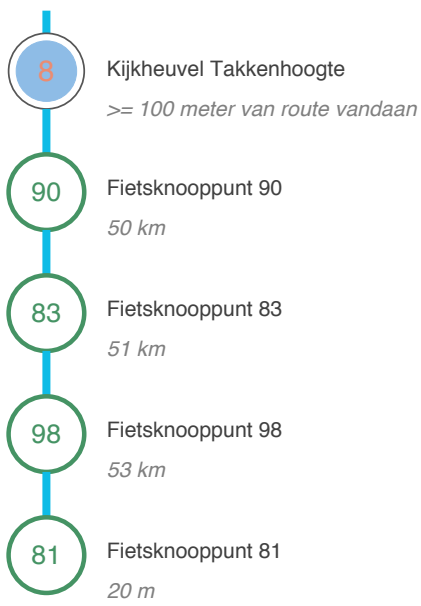 8
Kijkheuvel Takkenhoogte
>= 100 meter van route vandaan
90
Fietsknooppunt 90
50 km
83
Fietsknooppunt 83
51 km
98
Fietsknooppunt 98
53 km
81
Fietsknooppunt 81
20 m